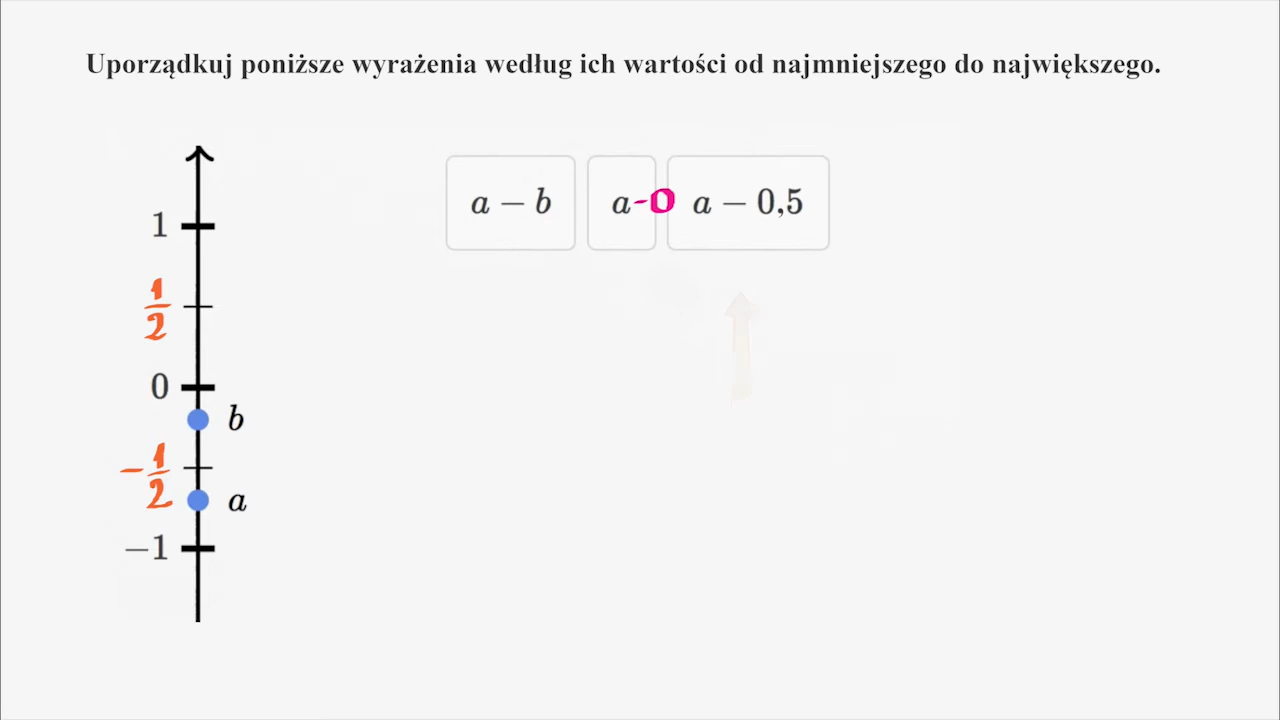 Uporządkuj poniższe wyrażenia według ich wartości od najmniejszego do największego.
a − b
a-0
a − 0,5
1
1/2
0
b
-1/2
a
−1